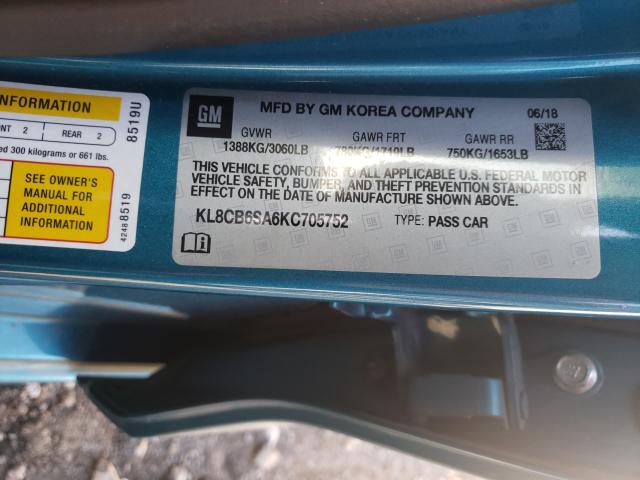 INFORMATION
NT 2 REAR 2
ed 300 kilograms or 661 lbs.
SEE OWNER'S
MANUAL FOR
ADDITIONAL
INFORMATION
8519U
42488519
GM
MFD BY GM KOREA COMPANY 06/18
GVWR GAWR FRT GAWR RR
1388KG/3060LB 780KG/1719LB 750KG/1653LB
THIS VEHICLE CONFORMS TO ALL APPLICABLE U.S. FEDERAL MOTOR
VEHICLE SAFETY, BUMPER, AND THEFT PREVENTION STANDARDS IN
EFFECT ON THE DATE OF MANUFACTURE SHOWN ABOVE.
KL8CB6SA6KC705752 TYPE: PASS CAR